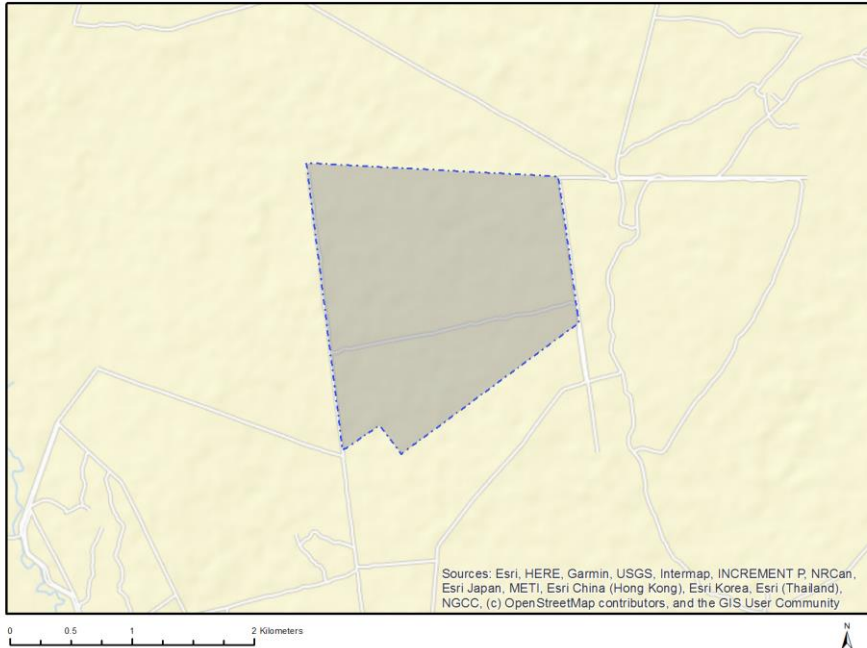 Sources: Esri, HERE, Garmin, USGS, Intermap, INCREMENT P, NRCan,
Esri Japan, METI, Esri China (Hong Kong), Esri Korea, Esri (Thailand),
NGCC, (c) OpenStreetMap contributors, and the GIS User Community
0 0.5 1 2 Kilometers
N